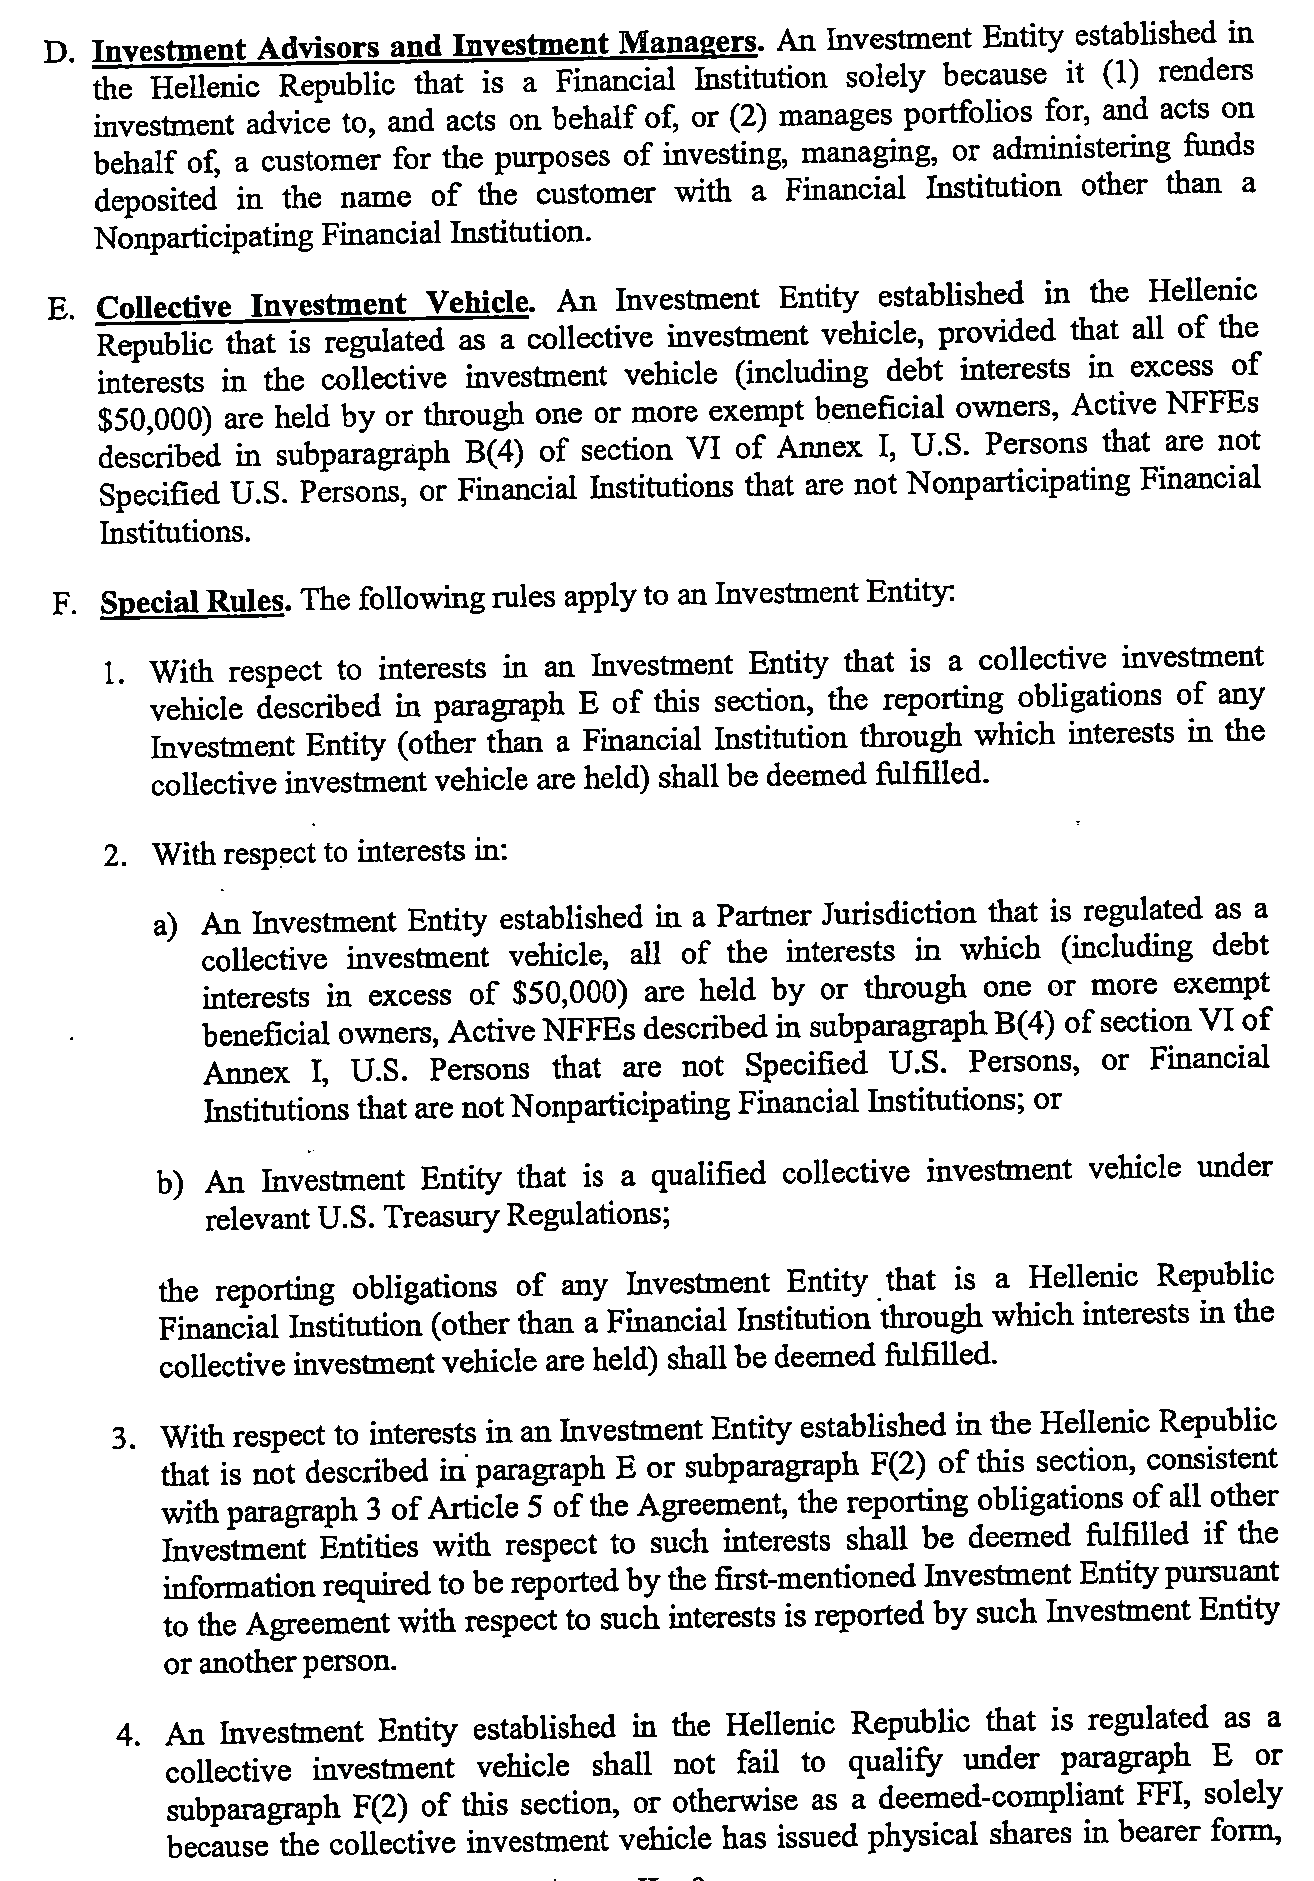 D. Investment Advisors and Investment Managers. An Investment Entity established in
the Hellenic Republic that is a Financial Institution solely because it (1) renders
investment advice to, and acts on behalf of, or (2) manages portfolios for, and acts on
behalf of, a customer for the purposes of investing, managing, or administering funds
deposited in the name of the customer with a Financial Institution other than a
Nonparticipating Financial Institution.
E. Collective Investment Vehicle. An Investment Entity established in the Hellenic
Republic that is regulated as a collective investment vehicle, provided that all of the
interests in the collective investment vehicle (including debt interests in excess of
$50,000) are held by or through one or more exempt beneficial owners, Active NFFEs
described in subparagraph B(4) of section VI of Annex I, U.S. Persons that are not
Specified U.S. Persons, or Financial Institutions that are not Nonparticipating Financial
Institutions.
F. Special Rules. The following rules apply to an Investment Entity:
1. With respect to interests in an Investment Entity that is a collective investment
vehicle described in paragraph E of this section, the reporting obligations of any
Investment Entity (other than a Financial Institution through which interests in the
collective investment vehicle are held) shall be deemed fulfilled.
2. With respect to interests in:
a) An Investment Entity established in a Partner Jurisdiction that is regulated as a
collective investment vehicle, all of the interests in which (including debt
interests in excess of $50,000) are held by or through one or more exempt
beneficial owners, Active NFFEs described in subparagraph B(4) of section VI of
Annex I, U.S. Persons that are not Specified U.S. Persons, or Financial
Institutions that are not Nonparticipating Financial Institutions; or
b) An Investment Entity that is a qualified collective investment vehicle under
relevant U.S. Treasury Regulations;
the reporting obligations of any Investment Entity that is a Hellenic Republic
Financial Institution (other than a Financial Institution through which interests in the
collective investment vehicle are held) shall be deemed fulfilled.
3. With respect to interests in an Investment Entity established in the Hellenic Republic
that is not described in paragraph E or subparagraph F(2) of this section, consistent
with paragraph 3 of Article 5 of the Agreement, the reporting obligations of all other
Investment Entities with respect to such interests shall be deemed fulfilled if the
information required to be reported by the first-mentioned Investment Entity pursuant
to the Agreement with respect to such interests is reported by such Investment Entity
or another person.
4. An Investment Entity established in the Hellenic Republic that is regulated as a
collective investment vehicle shall not fail to qualify under paragraph E or
subparagraph F(2) of this section, or otherwise as a deemed-compliant FFI, solely
because the collective investment vehicle has issued physical shares in bearer form,